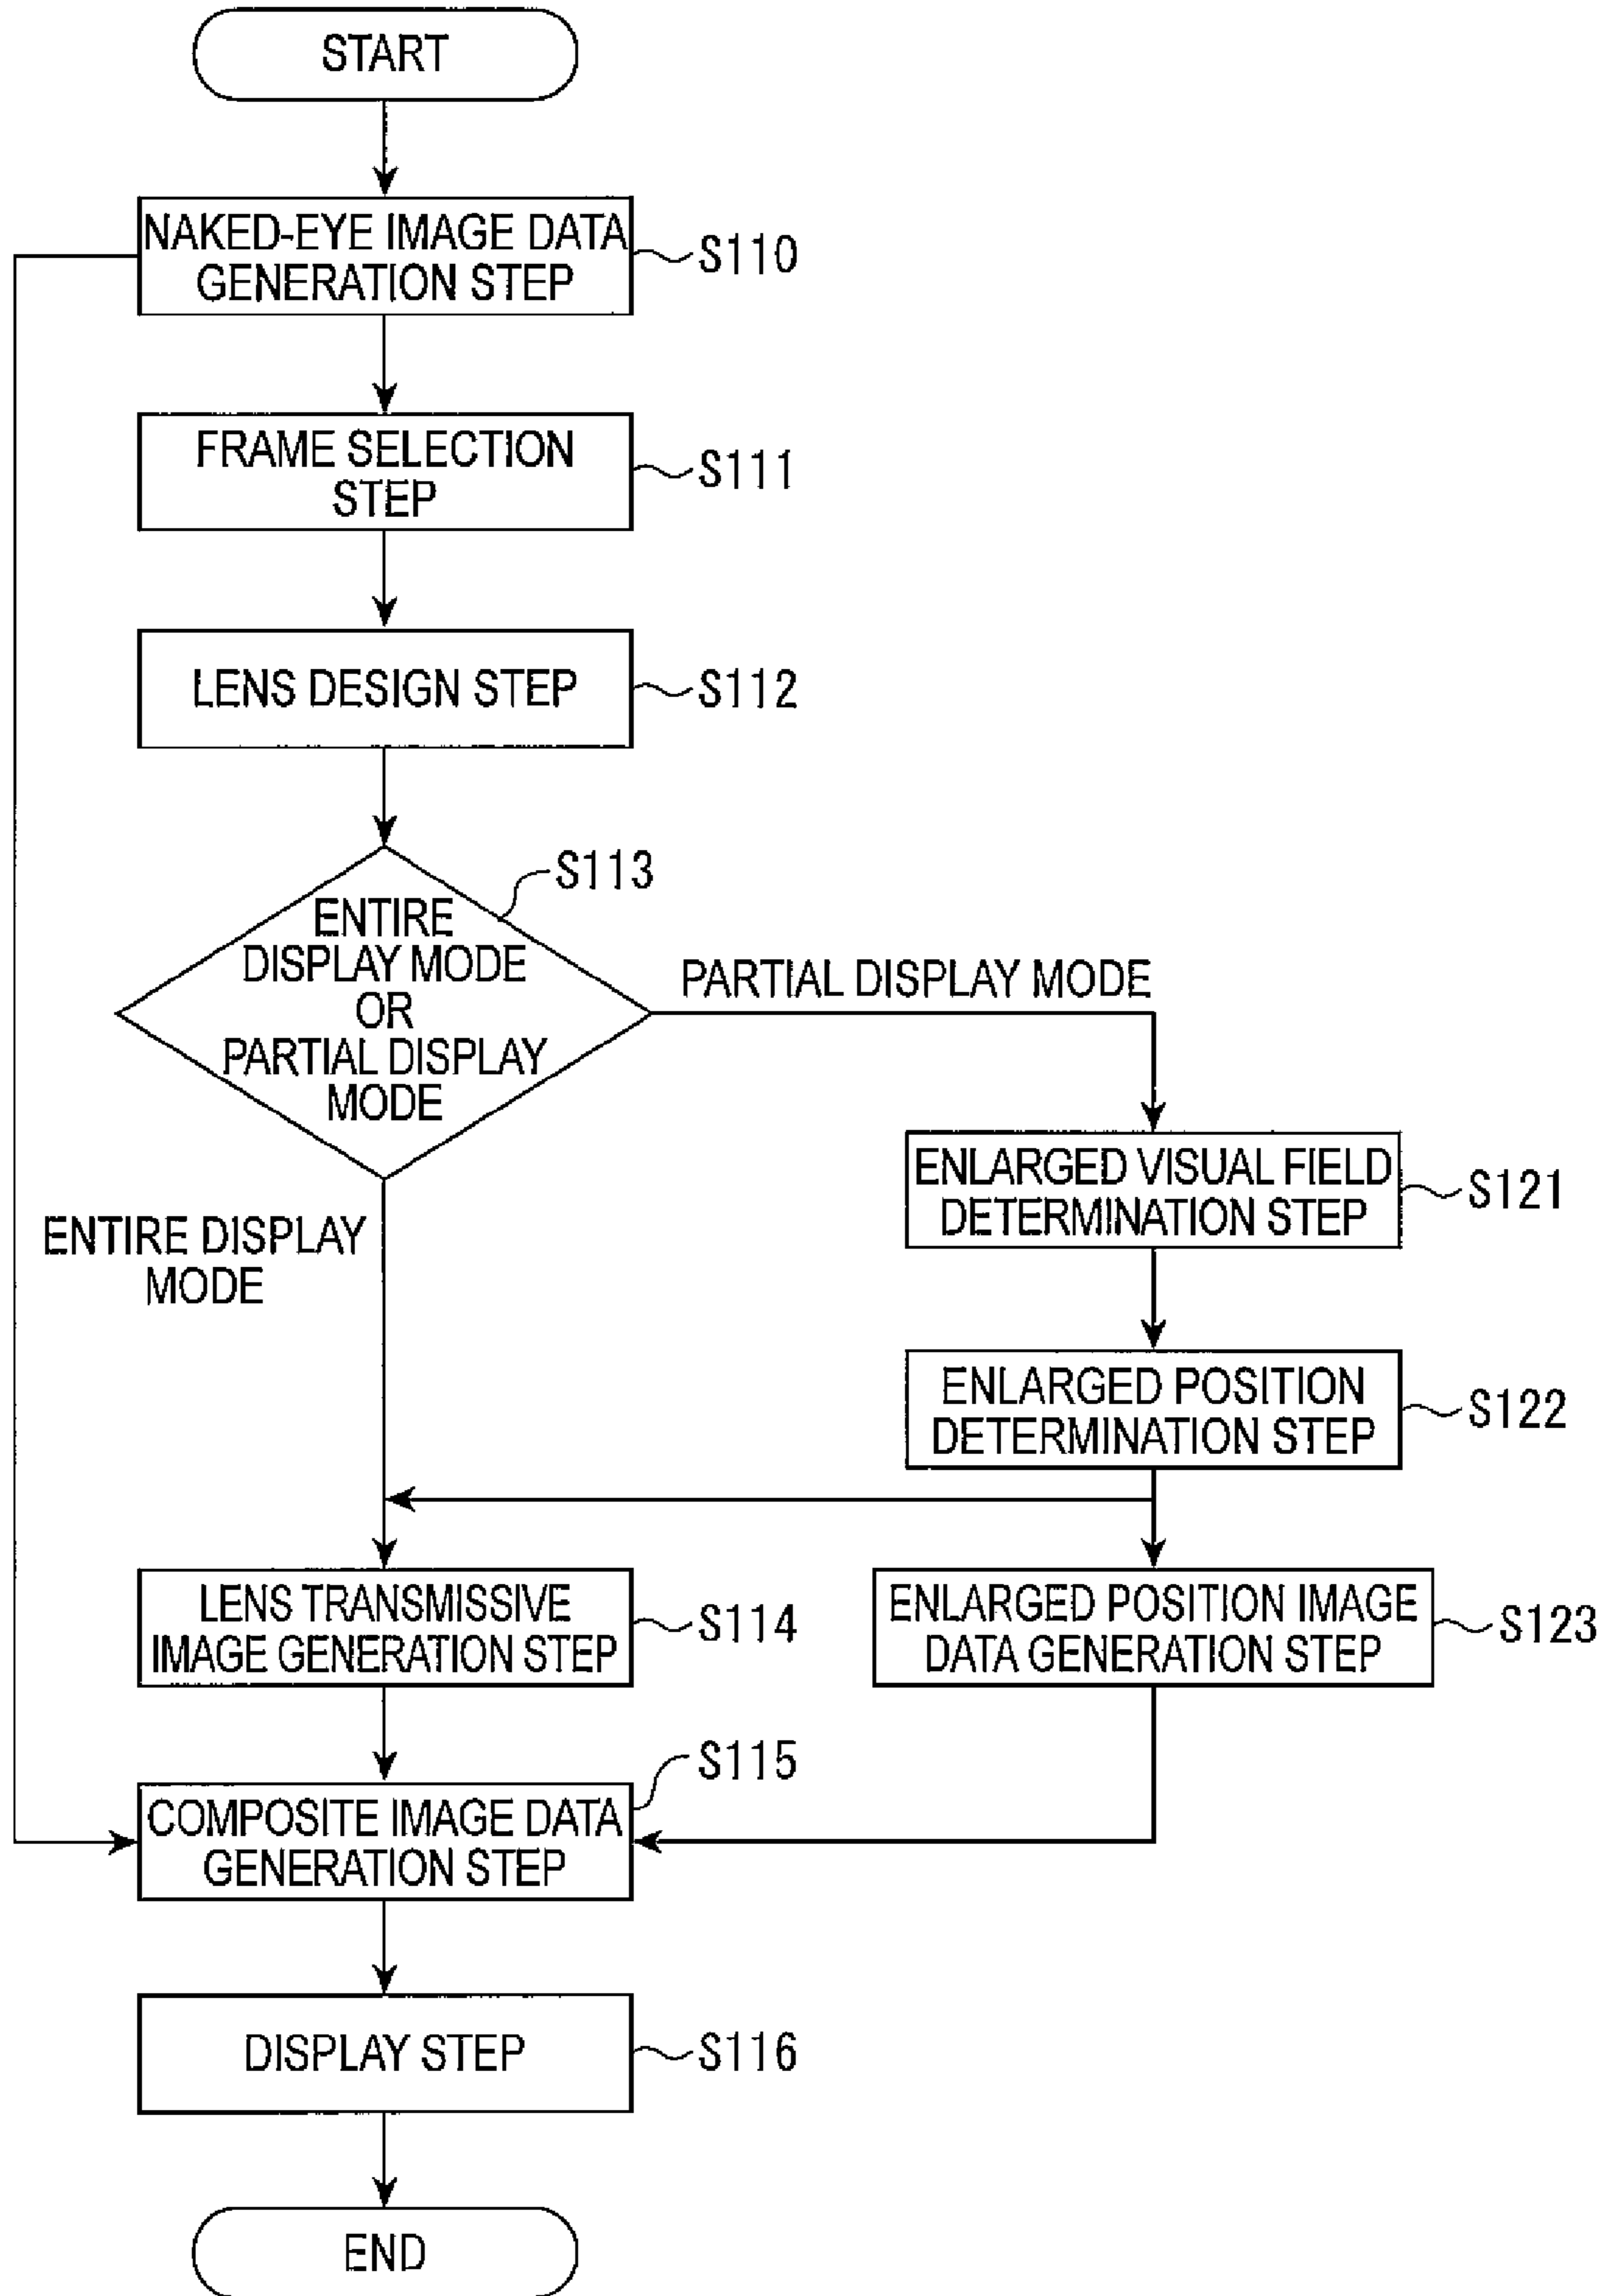 START
NAKED-EYE IMAGE DATA
GENERATION STEP
S110
FRAME SELECTION
STEP
S111
LENS DESIGN STEP
S112
S113
ENTIRE
DISPLAY MODE
OR
PARTIAL DISPLAY
MODE
PARTIAL DISPLAY MODE
ENLARGED VISUAL FIELD
DETERMINATION STEP
S121
ENTIRE DISPLAY
MODE
ENLARGED POSITION
DETERMINATION STEP
S122
LENS TRANSMISSIVE
IMAGE GENERATION STEP
S114
ENLARGED POSITION IMAGE
DATA GENERATION STEP
S123
S115
COMPOSITE IMAGE DATA
GENERATION STEP
DISPLAY STEP
S116
END